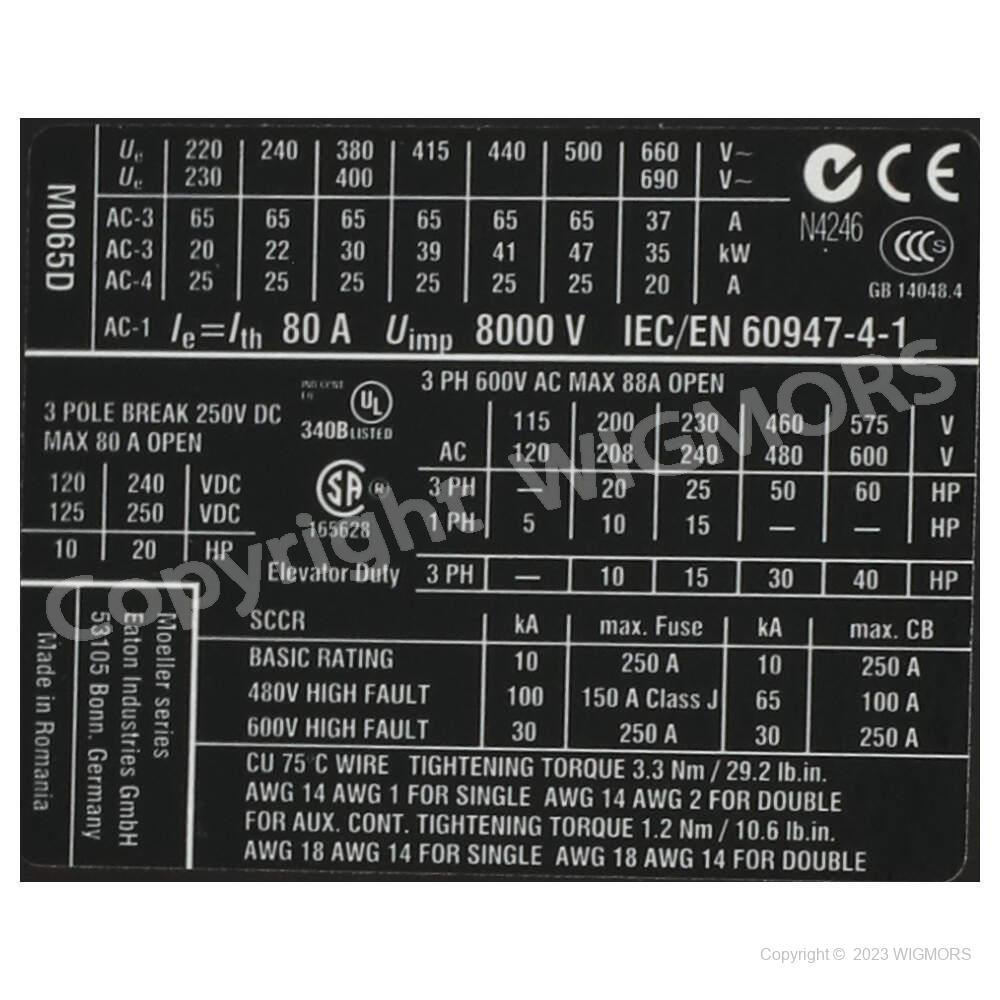 M065D
Ue 220 240 380 415 440 500 660 V~
Ue 230 400 690 V~
AC-3 65 65 65 65 65 65 37 A
AC-3 20 22 30 39 41 47 35 kW
AC-4 25 25 25 25 25 25 20 A
AC-1 Ie=Ith 80 A Uimp 8000 V IEC/EN 60947-4-1
CE
N4246
CCC S
GB 14048.4
3 POLE BREAK 250V DC
MAX 80 A OPEN
120 240 VDC
125 250 VDC
10 20 HP
UL
340B LISTED
SA ®
165628
3 PH 600V AC MAX 88A OPEN
115 200 230 460 575 V
AC 120 208 240 480 600 V
3 PH — 20 25 50 60 HP
1 PH 5 10 15 — — HP
Elevator Duty 3 PH — 10 15 30 40 HP
SCCR kA max. Fuse kA max. CB
BASIC RATING 10 250 A 10 250 A
480V HIGH FAULT 100 150 A Class J 65 100 A
600V HIGH FAULT 30 250 A 30 250 A
CU 75°C WIRE TIGHTENING TORQUE 3.3 Nm / 29.2 lb.in.
AWG 14 AWG 1 FOR SINGLE AWG 14 AWG 2 FOR DOUBLE
FOR AUX. CONT. TIGHTENING TORQUE 1.2 Nm / 10.6 lb.in.
AWG 18 AWG 14 FOR SINGLE AWG 18 AWG 14 FOR DOUBLE
Moeller series
Eaton Industries GmbH
53105 Bonn. Germany
Made in Romania
Copyright WIGMORS
Copyright © 2023 WIGMORS